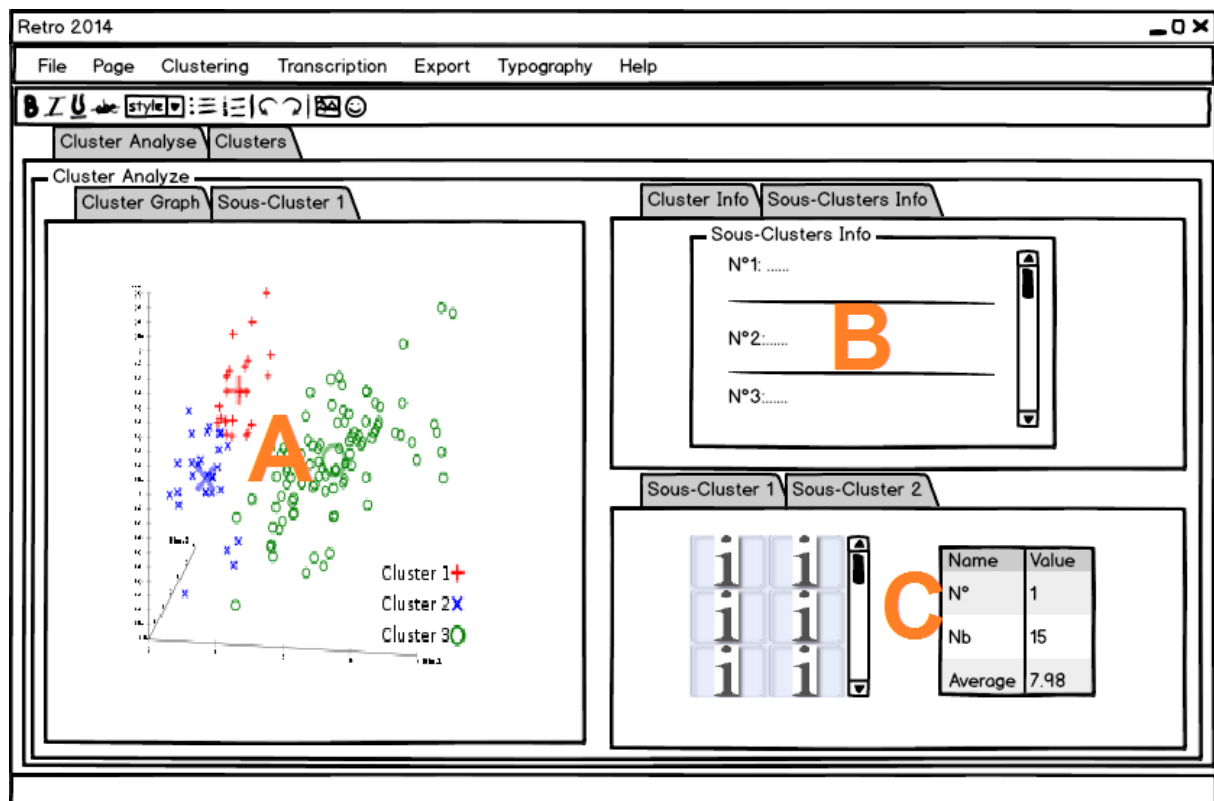 Retro 2014
File Page Clustering Transcription Export Typography Help
B I U abc style
Cluster Analyse Clusters
Cluster Analyze
Cluster Graph Sous-Cluster 1
A
Cluster 1
Cluster 2
Cluster 3
Cluster Info Sous-Clusters Info
Sous-Clusters Info
N°1: ......
N°2:......
N°3:......
B
Sous-Cluster 1 Sous-Cluster 2
i i
i i
i i
C
Name Value
N° 1
Nb 15
Average 7.98